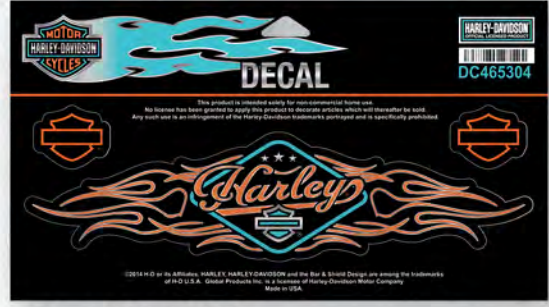 MOTOR
HARLEY-DAVIDSON
CYCLES
HARLEY-DAVIDSON
OFFICIAL LICENSED PRODUCT
DECAL
DC465304
This product is intended solely for non-commercial home use.
No license has been granted to apply this product to decorate articles which will thereafter be sold.
Any such use is an infringement of the Harley-Davidson trademarks portrayed and is specifically prohibited.
Harley
©2014 H-D or its Affiliates. HARLEY, HARLEY-DAVIDSON and the Bar & Shield Design are among the trademarks
of H-D U.S.A. Global Products Inc. is a licensee of Harley-Davidson Motor Company
Made in USA.